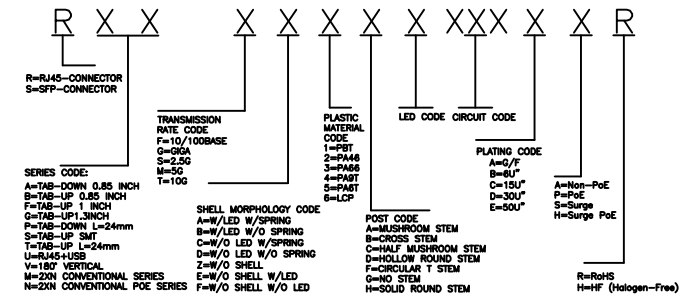 R X X X X X X X XXX X X R
R=RJ45-CONNECTOR
S=SFP-CONNECTOR
SERIES CODE:
A=TAB-DOWN 0.85 INCH
B=TAB-UP 0.85 INCH
F=TAB-UP 1 INCH
G=TAB-UP1.3INCH
P=TAB-DOWN L=24mm
S=TAB-UP SMT
T=TAB-UP L=24mm
U=RJ45+USB
V=180° VERTICAL
M=2XN CONVENTIONAL SERIES
N=2XN CONVENTIONAL POE SERIES
TRANSMISSION
RATE CODE
F=10/100BASE
G=GIGA
S=2.5G
M=5G
T=10G
SHELL MORPHOLOGY CODE
A=W/LED W/SPRING
B=W/LED W/O SPRING
C=W/O LED W/SPRING
D=W/O LED W/O SPRING
Z=W/O SHELL
E=W/O SHELL W/LED
F=W/O SHELL W/O LED
PLASTIC
MATERIAL
CODE
1=PBT
2=PA46
3=PA66
4=PA9T
5=PA6T
6=LCP
POST CODE
A=MUSHROOM STEM
B=CROSS STEM
C=HALF MUSHROOM STEM
D=HOLLOW ROUND STEM
F=CIRCULAR T STEM
G=NO STEM
H=SOLID ROUND STEM
LED CODE
CIRCUIT CODE
PLATING CODE
A=G/F
B=6U"
C=15U"
D=30U"
E=50U"
A=Non-PoE
P=PoE
S=Surge
H=Surge PoE
R=RoHS
H=HF (Halogen-Free)